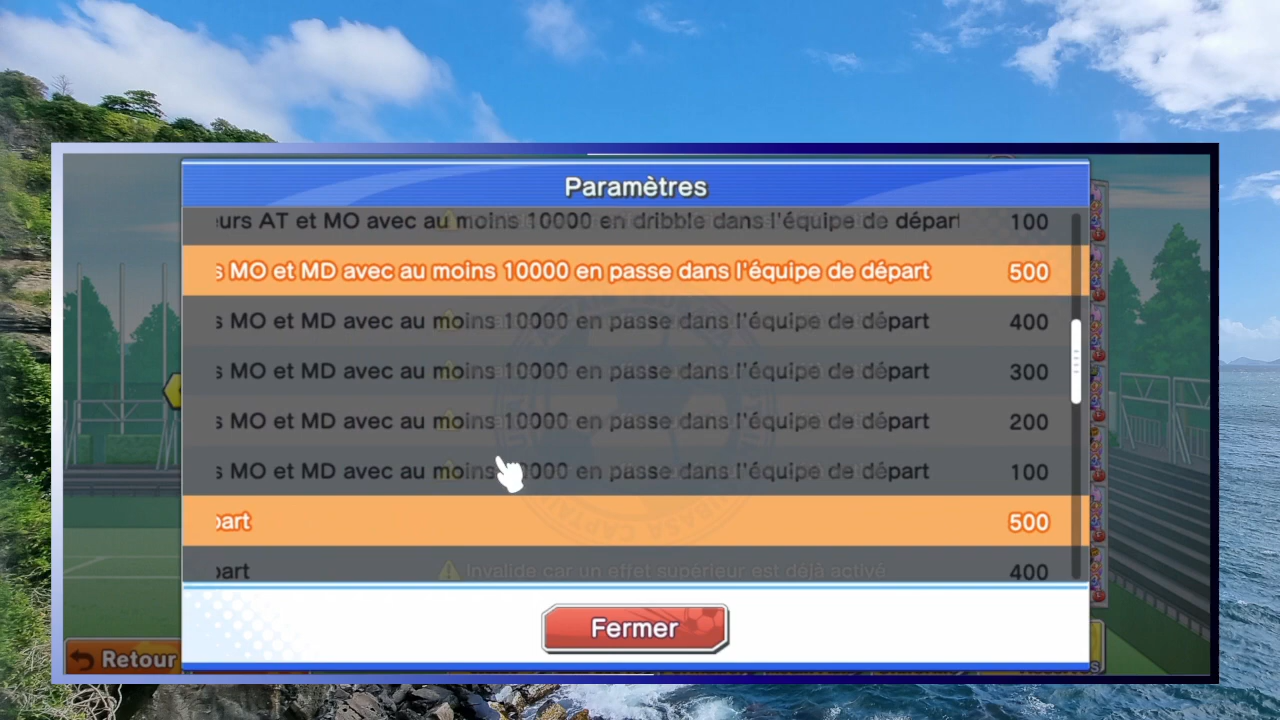 Paramètres
urs AT et MO avec au moins 10000 en dribble dans l'équipe de départ 100
s MO et MD avec au moins 10000 en passe dans l'équipe de départ 500
s MO et MD avec au moins 10000 en passe dans l'équipe de départ 400
s MO et MD avec au moins 10000 en passe dans l'équipe de départ 300
s MO et MD avec au moins 10000 en passe dans l'équipe de départ 200
s MO et MD avec au moins 0000 en passe dans l'équipe de départ 100
part 500
part Invalide car un effet supérieur est déjà activé 400
Fermer
Retour